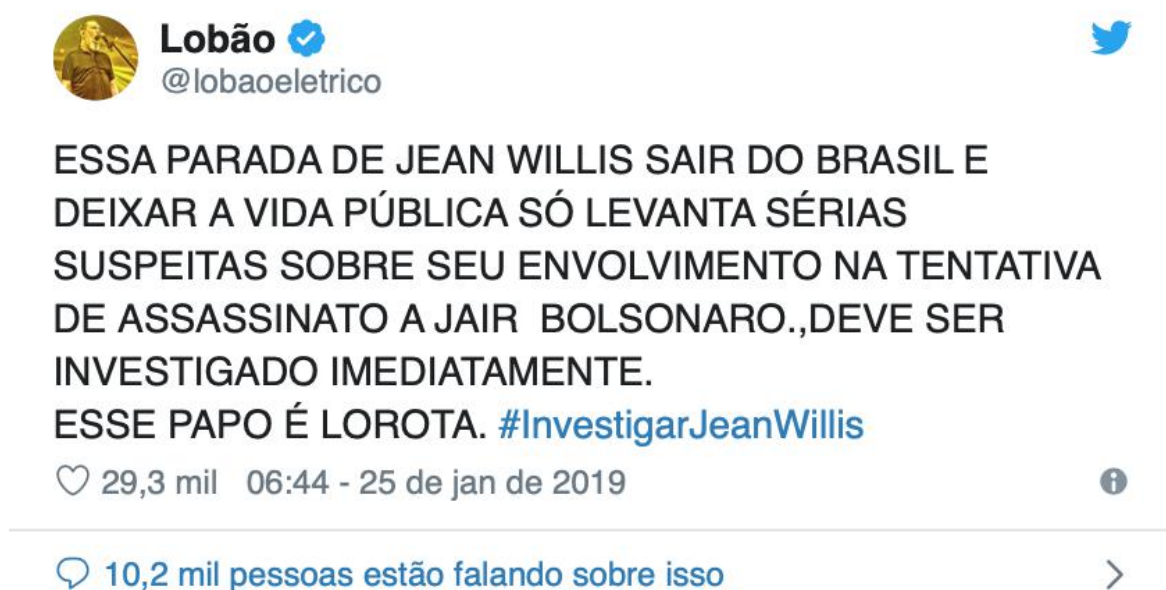 Lobão
@lobaoeletrico
ESSA PARADA DE JEAN WILLIS SAIR DO BRASIL E
DEIXAR A VIDA PÚBLICA SÓ LEVANTA SÉRIAS
SUSPEITAS SOBRE SEU ENVOLVIMENTO NA TENTATIVA
DE ASSASSINATO A JAIR  BOLSONARO.,DEVE SER
INVESTIGADO IMEDIATAMENTE.
ESSE PAPO É LOROTA. #InvestigarJeanWillis
29,3 mil 06:44 - 25 de jan de 2019
10,2 mil pessoas estão falando sobre isso